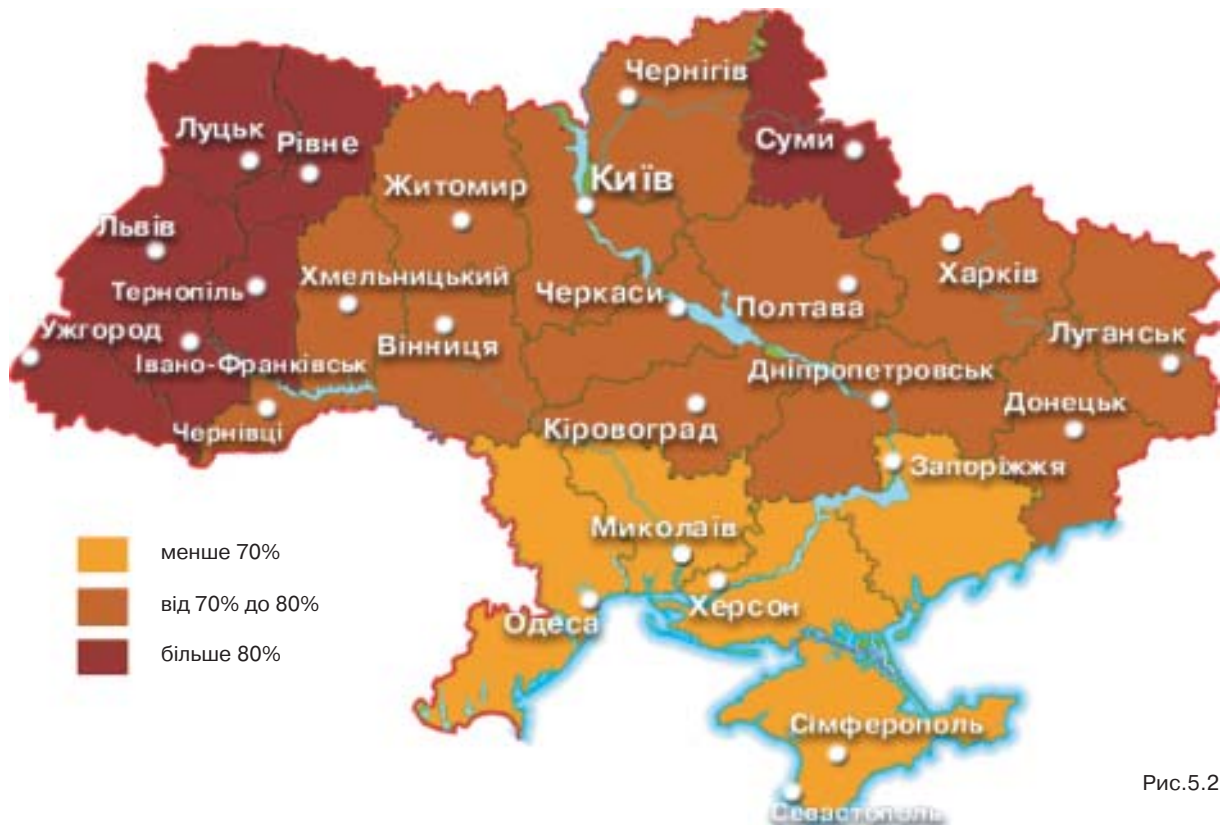 Чернігів
Луцьк
Рівне
Суми
Житомир
Київ
Львів
Тернопіль
Хмельницький
Черкаси
Полтава
Харків
Ужгород
Івано-Франківськ
Вінниця
Луганськ
Дніпропетровськ
Донецьк
Чернівці
Кіровоград
Запоріжжя
Миколаїв
Херсон
Одеса
Сімферополь
Севастополь
менше 70%
від 70% до 80%
більше 80%
Рис.5.2